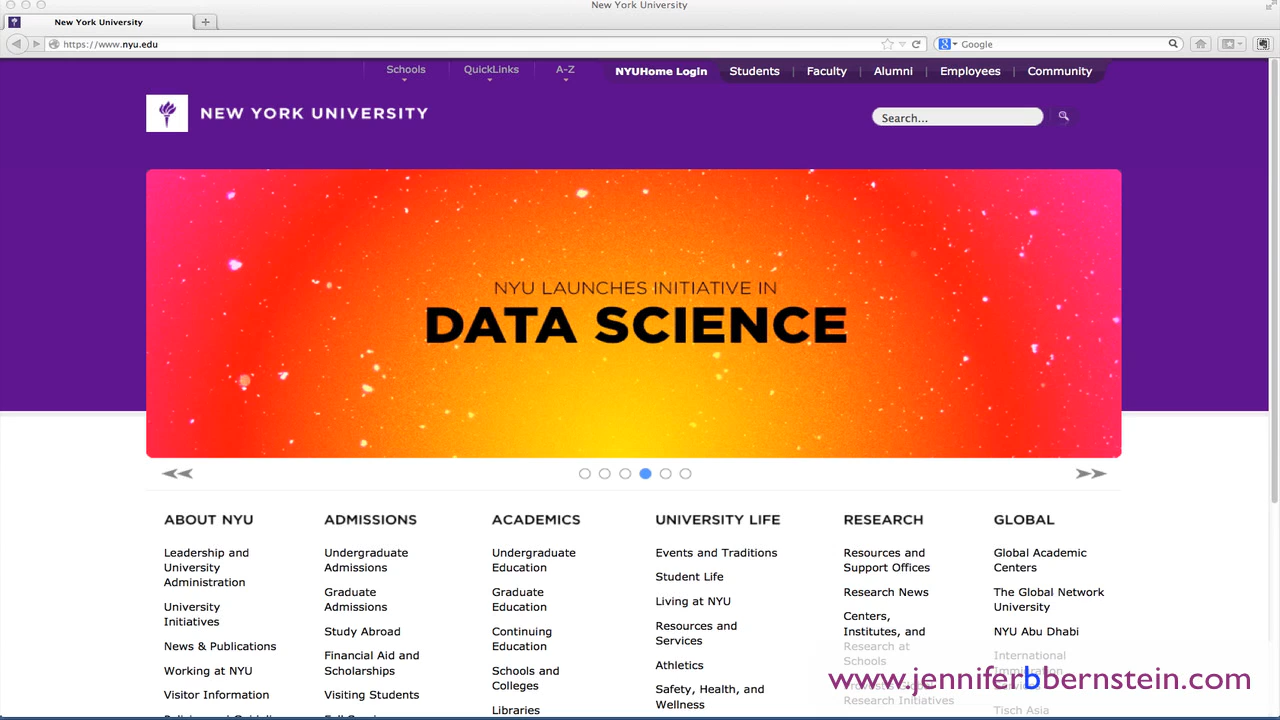 New York University
New York University
https://www.nyu.edu
Google
Schools
QuickLinks
A-Z
NYUHome Login
Students
Faculty
Alumni
Employees
Community
NEW YORK UNIVERSITY
Search...
NYU LAUNCHES INITIATIVE IN
DATA SCIENCE
ABOUT NYU
Leadership and
University
Administration
University
Initiatives
News & Publications
Working at NYU
Visitor Information
ADMISSIONS
Undergraduate
Admissions
Graduate
Admissions
Study Abroad
Financial Aid and
Scholarships
Visiting Students
ACADEMICS
Undergraduate
Education
Graduate
Education
Continuing
Education
Schools and
Colleges
Libraries
UNIVERSITY LIFE
Events and Traditions
Student Life
Living at NYU
Resources and
Services
Athletics
Safety, Health, and
Wellness
RESEARCH
Resources and
Support Offices
Research News
Centers,
Institutes, and
Research at
Schools
Research Initiatives
GLOBAL
Global Academic
Centers
The Global Network
University
NYU Abu Dhabi
International
Tisch Asia
www.jenniferbbernstein.com